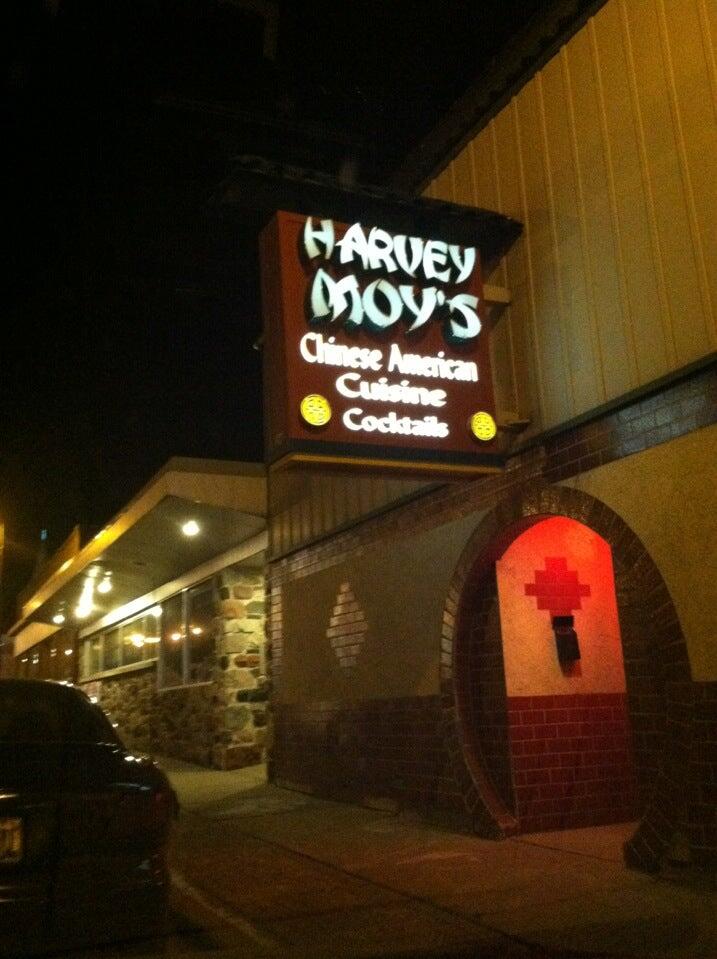 HARVEY
MOY'S
Chinese American
Cuisine
Cocktails